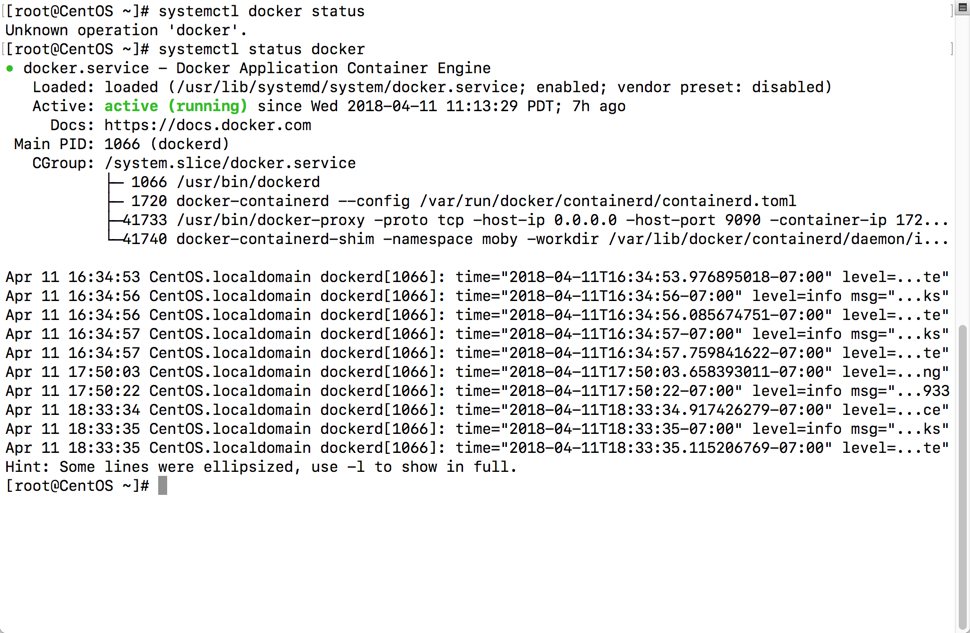 [root@CentOS ~]# systemctl docker status
Unknown operation 'docker'.
[root@CentOS ~]# systemctl status docker
● docker.service – Docker Application Container Engine
Loaded: loaded (/usr/lib/systemd/system/docker.service; enabled; vendor preset: disabled)
Active: active (running) since Wed 2018-04-11 11:13:29 PDT; 7h ago
Docs: https://docs.docker.com
Main PID: 1066 (dockerd)
CGroup: /system.slice/docker.service
├─ 1066 /usr/bin/dockerd
├─ 1720 docker-containerd --config /var/run/docker/containerd/containerd.toml
├─41733 /usr/bin/docker-proxy -proto tcp -host-ip 0.0.0.0 -host-port 9090 -container-ip 172...
└─41740 docker-containerd-shim -namespace moby -workdir /var/lib/docker/containerd/daemon/i...

Apr 11 16:34:53 CentOS.localdomain dockerd[1066]: time="2018-04-11T16:34:53.976895018-07:00" level=...te"
Apr 11 16:34:56 CentOS.localdomain dockerd[1066]: time="2018-04-11T16:34:56-07:00" level=info msg="...ks"
Apr 11 16:34:56 CentOS.localdomain dockerd[1066]: time="2018-04-11T16:34:56.085674751-07:00" level=...te"
Apr 11 16:34:57 CentOS.localdomain dockerd[1066]: time="2018-04-11T16:34:57-07:00" level=info msg="...ks"
Apr 11 16:34:57 CentOS.localdomain dockerd[1066]: time="2018-04-11T16:34:57.759841622-07:00" level=...te"
Apr 11 17:50:03 CentOS.localdomain dockerd[1066]: time="2018-04-11T17:50:03.658393011-07:00" level=...ng"
Apr 11 17:50:22 CentOS.localdomain dockerd[1066]: time="2018-04-11T17:50:22-07:00" level=info msg="...933
Apr 11 18:33:34 CentOS.localdomain dockerd[1066]: time="2018-04-11T18:33:34.917426279-07:00" level=...ce"
Apr 11 18:33:35 CentOS.localdomain dockerd[1066]: time="2018-04-11T18:33:35-07:00" level=info msg="...ks"
Apr 11 18:33:35 CentOS.localdomain dockerd[1066]: time="2018-04-11T18:33:35.115206769-07:00" level=...te"
Hint: Some lines were ellipsized, use -l to show in full.
[root@CentOS ~]#